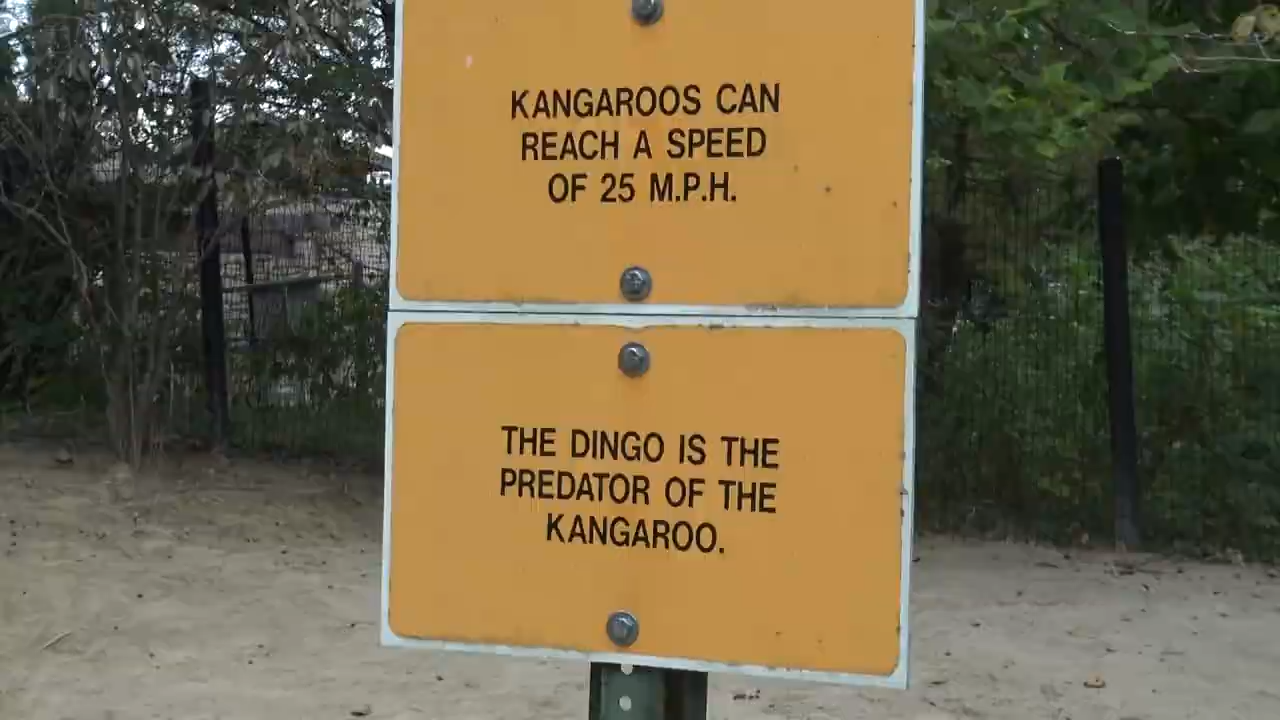 KANGAROOS CAN
REACH A SPEED
OF 25 M.P.H.
THE DINGO IS THE
PREDATOR OF THE
KANGAROO.